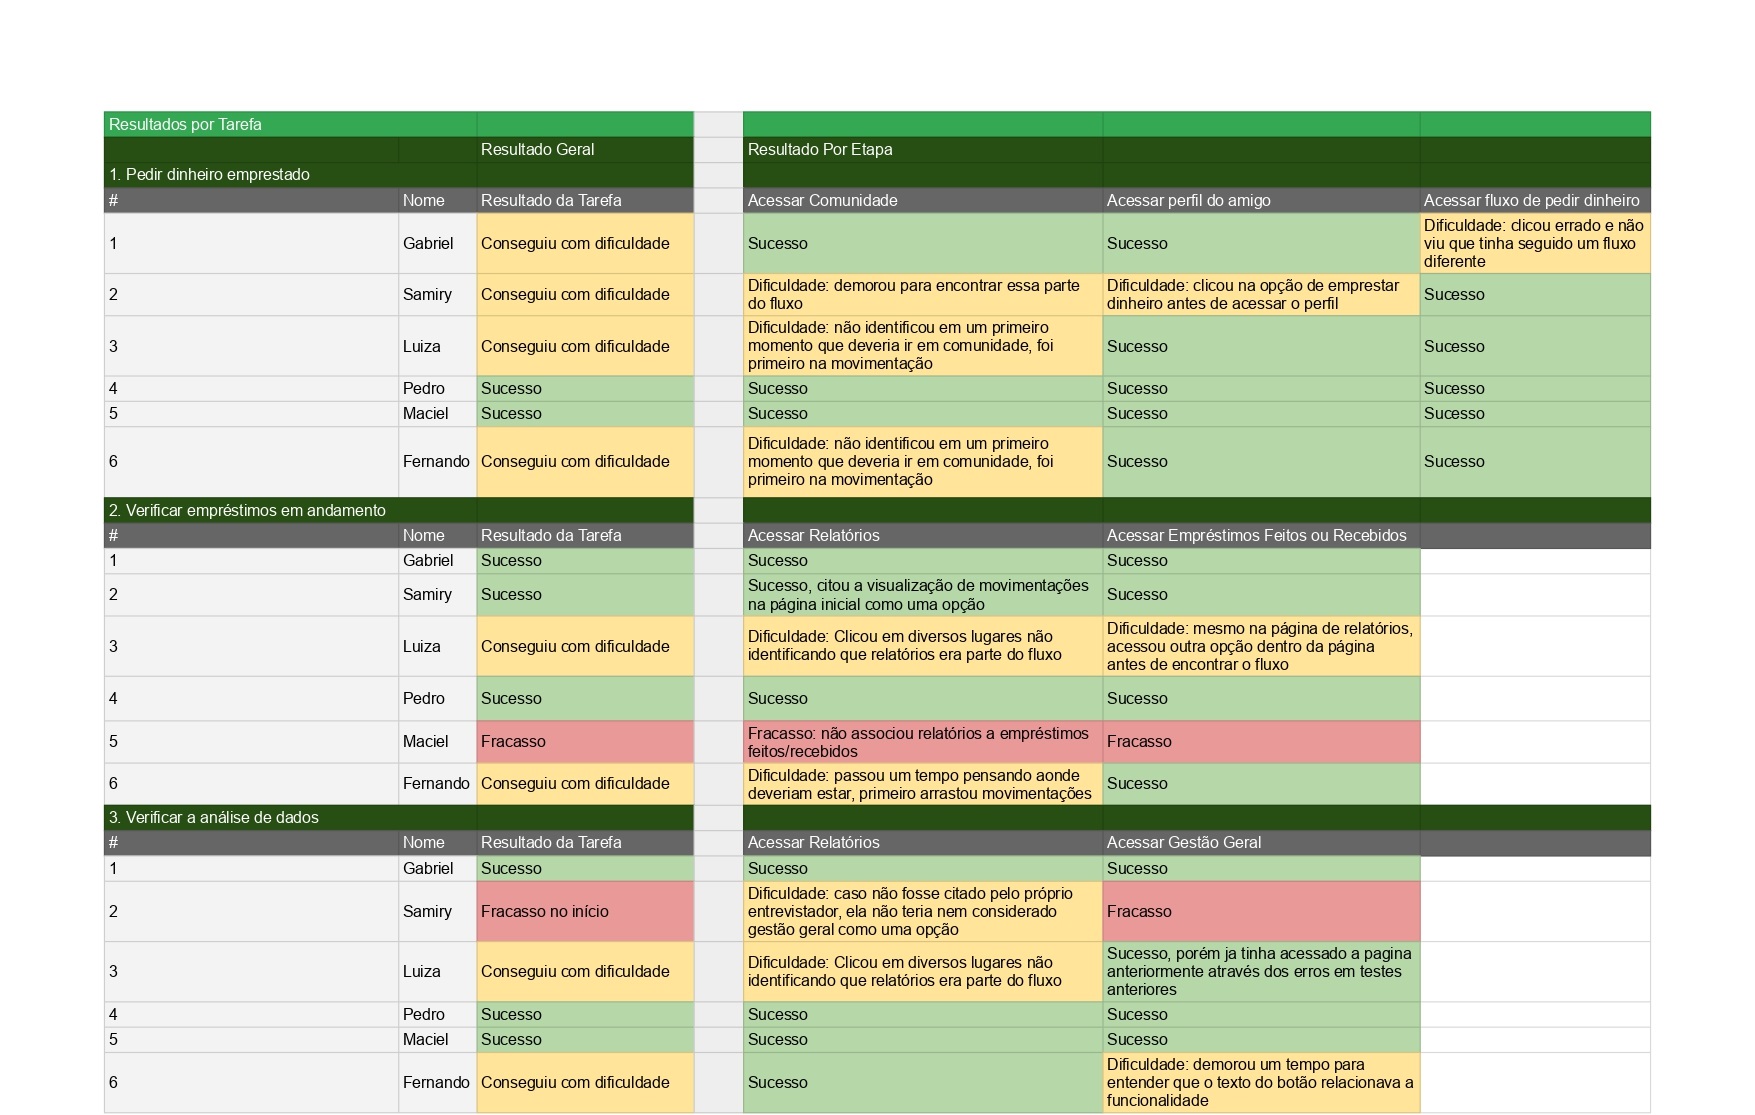 Resultados por Tarefa
Resultado Geral Resultado Por Etapa
1. Pedir dinheiro emprestado
# Nome Resultado da Tarefa Acessar Comunidade Acessar perfil do amigo Acessar fluxo de pedir dinheiro
1 Gabriel Conseguiu com dificuldade Sucesso Sucesso Dificuldade: clicou errado e não
viu que tinha seguido um fluxo
diferente
2 Samiry Conseguiu com dificuldade Dificuldade: demorou para encontrar essa parte
do fluxo
Dificuldade: clicou na opção de emprestar
dinheiro antes de acessar o perfil
Sucesso
3 Luiza Conseguiu com dificuldade Dificuldade: não identificou em um primeiro
momento que deveria ir em comunidade, foi
primeiro na movimentação
Sucesso Sucesso
4 Pedro Sucesso Sucesso Sucesso Sucesso
5 Maciel Sucesso Sucesso Sucesso Sucesso
6 Fernando Conseguiu com dificuldade Dificuldade: não identificou em um primeiro
momento que deveria ir em comunidade, foi
primeiro na movimentação
Sucesso Sucesso
2. Verificar empréstimos em andamento
# Nome Resultado da Tarefa Acessar Relatórios Acessar Empréstimos Feitos ou Recebidos
1 Gabriel Sucesso Sucesso Sucesso
2 Samiry Sucesso Sucesso, citou a visualização de movimentações
na página inicial como uma opção
Sucesso
3 Luiza Conseguiu com dificuldade Dificuldade: Clicou em diversos lugares não
identificando que relatórios era parte do fluxo
Dificuldade: mesmo na página de relatórios,
acessou outra opção dentro da página
antes de encontrar o fluxo
4 Pedro Sucesso Sucesso Sucesso
5 Maciel Fracasso Fracasso: não associou relatórios a empréstimos
feitos/recebidos
Fracasso
6 Fernando Conseguiu com dificuldade Dificuldade: passou um tempo pensando aonde
deveriam estar, primeiro arrastou movimentações
Sucesso
3. Verificar a análise de dados
# Nome Resultado da Tarefa Acessar Relatórios Acessar Gestão Geral
1 Gabriel Sucesso Sucesso Sucesso
2 Samiry Fracasso no início Dificuldade: caso não fosse citado pelo próprio
entrevistador, ela não teria nem considerado
gestão geral como uma opção
Fracasso
3 Luiza Conseguiu com dificuldade Dificuldade: Clicou em diversos lugares não
identificando que relatórios era parte do fluxo
Sucesso, porém ja tinha acessado a pagina
anteriormente através dos erros em testes
anteriores
4 Pedro Sucesso Sucesso Sucesso
5 Maciel Sucesso Sucesso Sucesso
6 Fernando Conseguiu com dificuldade Sucesso Dificuldade: demorou um tempo para
entender que o texto do botão relacionava a
funcionalidade